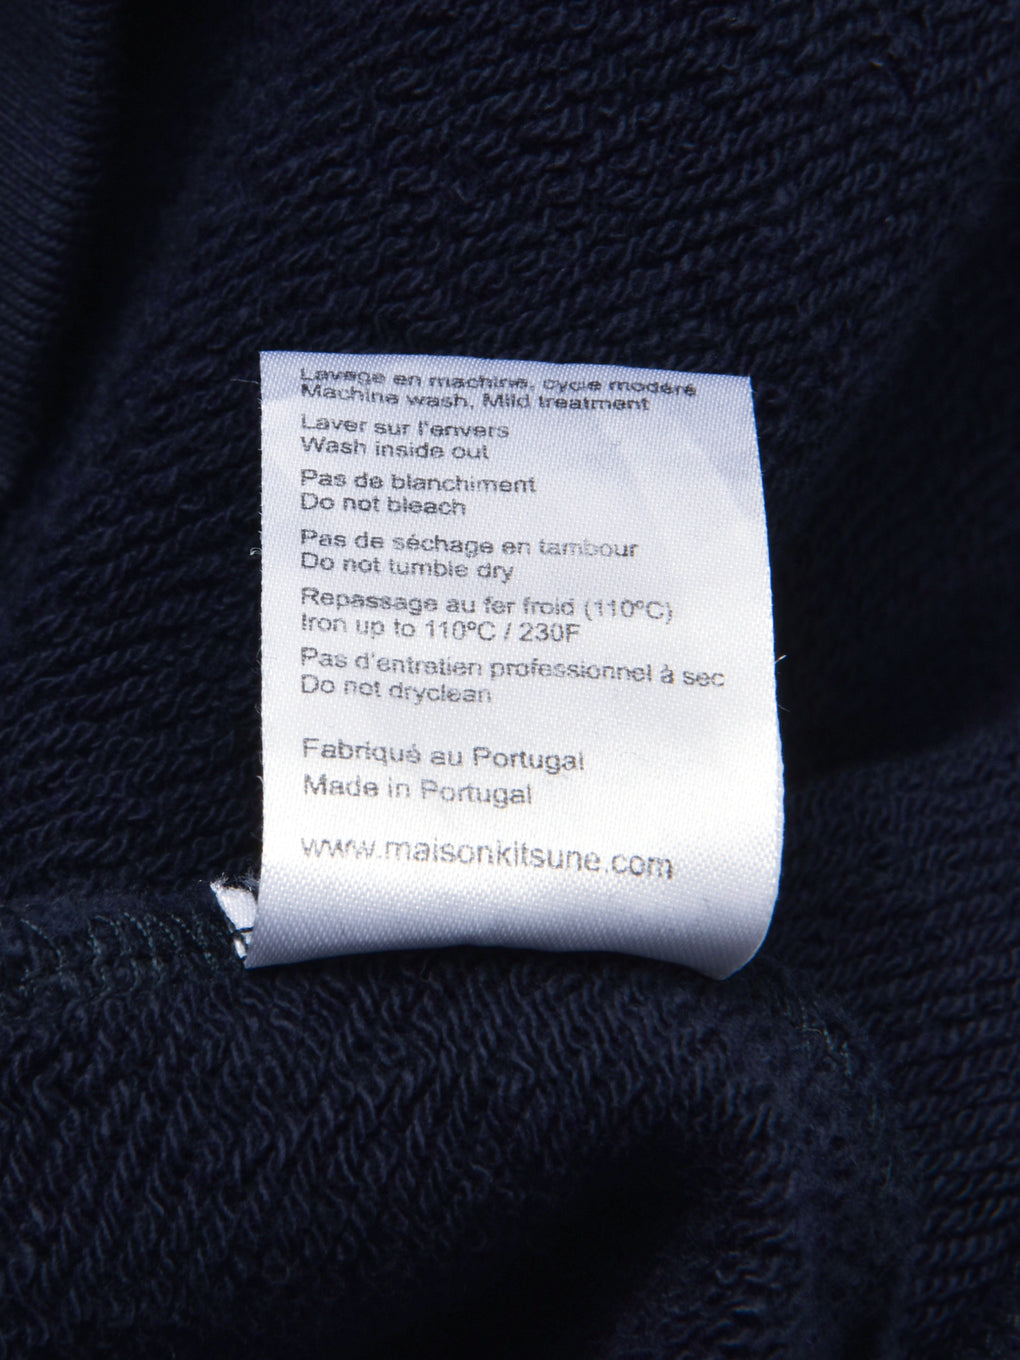 Lavage en machine, cycle modéré
Machine wash, Mild treatment
Laver sur l'envers
Wash inside out
Pas de blanchiment
Do not bleach
Pas de séchage en tambour
Do not tumble dry
Repassage au fer froid (110ºC)
Iron up to 110ºC / 230F
Pas d'entretien professionnel à sec
Do not dryclean
Fabriqué au Portugal
Made in Portugal
www.maisonkitsune.com